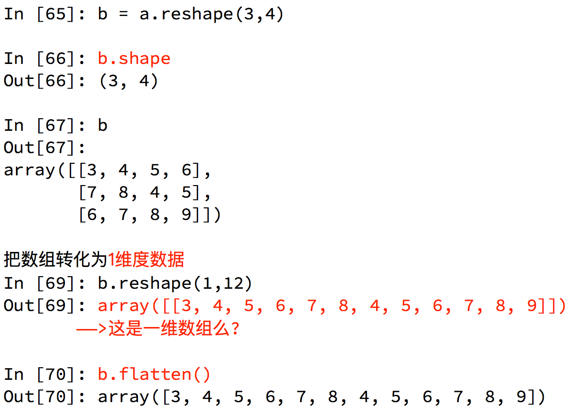 In [65]: b = a.reshape(3,4)
In [66]: b.shape
Out[66]: (3, 4)
In [67]: b
Out[67]:
array([[3, 4, 5, 6],
       [7, 8, 4, 5],
       [6, 7, 8, 9]])
把数组转化为1维度数据
In [69]: b.reshape(1,12)
Out[69]: array([[3, 4, 5, 6, 7, 8, 4, 5, 6, 7, 8, 9]])
——>这是一维数组么？
In [70]: b.flatten()
Out[70]: array([3, 4, 5, 6, 7, 8, 4, 5, 6, 7, 8, 9])